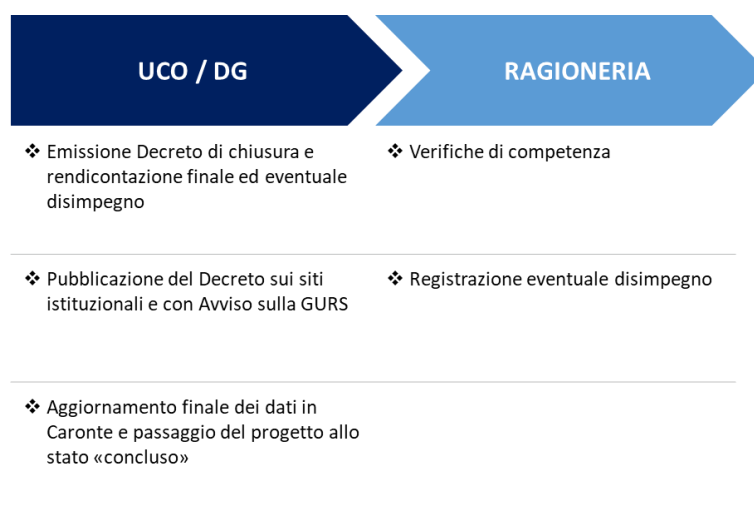 UCO / DG
RAGIONERIA
❖ Emissione Decreto di chiusura e
rendicontazione finale ed eventuale
disimpegno
❖ Verifiche di competenza
❖ Pubblicazione del Decreto sui siti
istituzionali e con Avviso sulla GURS
❖ Registrazione eventuale disimpegno
❖ Aggiornamento finale dei dati in
Caronte e passaggio del progetto allo
stato «concluso»